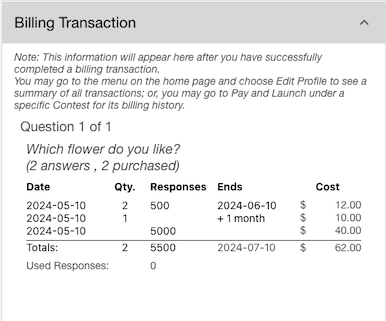 Billing Transaction
Note: This information will appear here after you have successfully
completed a billing transaction.
You may go to the menu on the home page and choose Edit Profile to see a
summary of all transactions; or, you may go to Pay and Launch under a
specific Contest for its billing history.
Question 1 of 1
Which flower do you like?
(2 answers , 2 purchased)
Date Qty. Responses Ends Cost
2024-05-10 2 500 2024-06-10 $ 12.00
2024-05-10 1 + 1 month $ 10.00
2024-05-10 5000 $ 40.00
Totals: 2 5500 2024-07-10 $ 62.00
Used Responses: 0